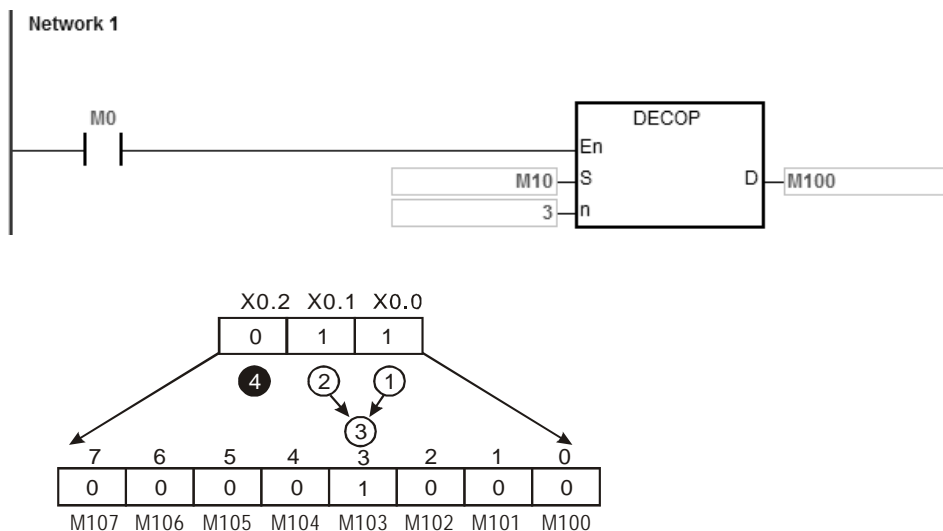 Network 1
M0
DECOP
En
M10 S D M100
3 n
X0.2 X0.1 X0.0
0 1 1
4 2 1
3
7 6 5 4 3 2 1 0
0 0 0 0 1 0 0 0
M107 M106 M105 M104 M103 M102 M101 M100